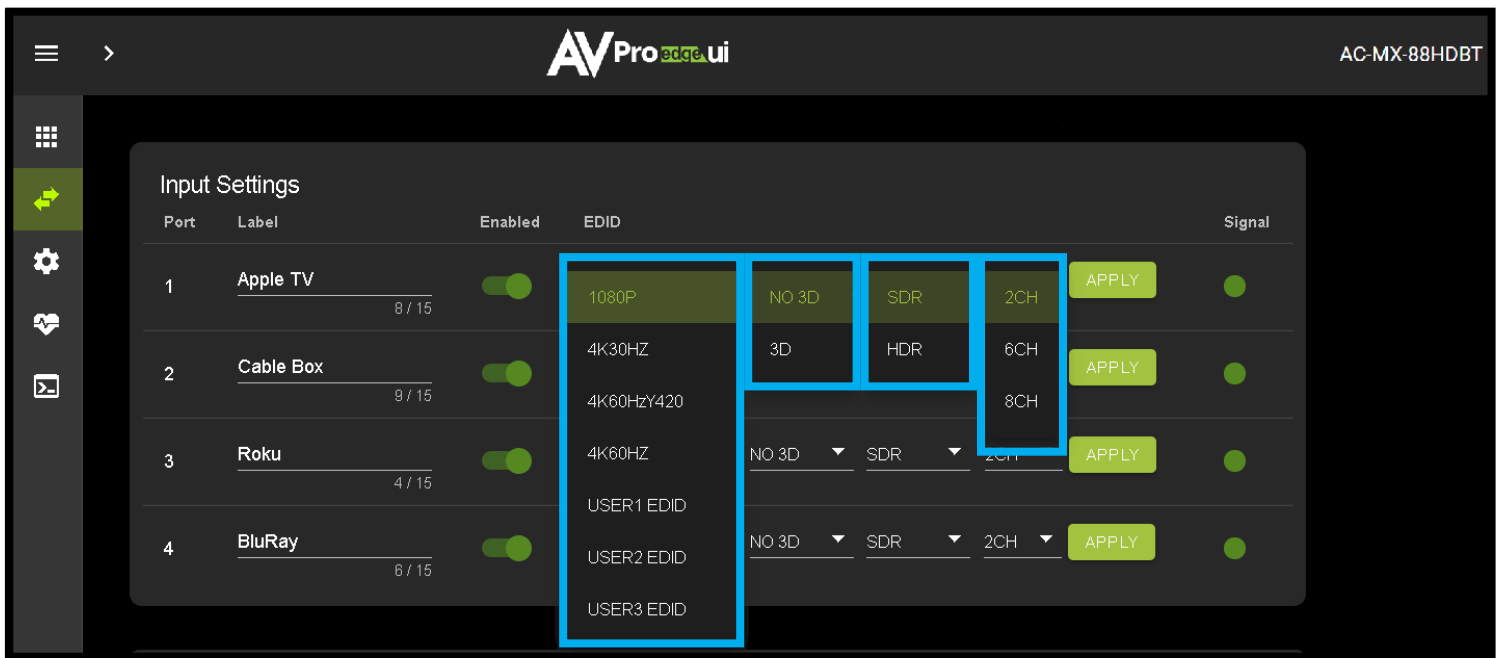 AVPro edge.ui
AC-MX-88HDBT
Input Settings
Port Label Enabled EDID Signal
1 Apple TV 1080P NO 3D SDR 2CH APPLY
8 / 15
4K30HZ 3D HDR 6CH
2 Cable Box APPLY
9 / 15
4K60HzY420 8CH
3 Roku 4K60HZ NO 3D SDR 2CH APPLY
4 / 15
USER1 EDID
4 BluRay NO 3D SDR 2CH APPLY
USER2 EDID
6 / 15
USER3 EDID